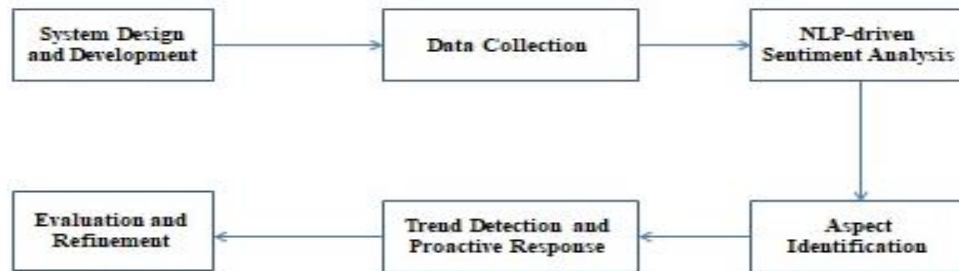 System Design
and Development
Data Collection
NLP-driven
Sentiment Analysis
Evaluation and
Refinement
Trend Detection and
Proactive Response
Aspect
Identification